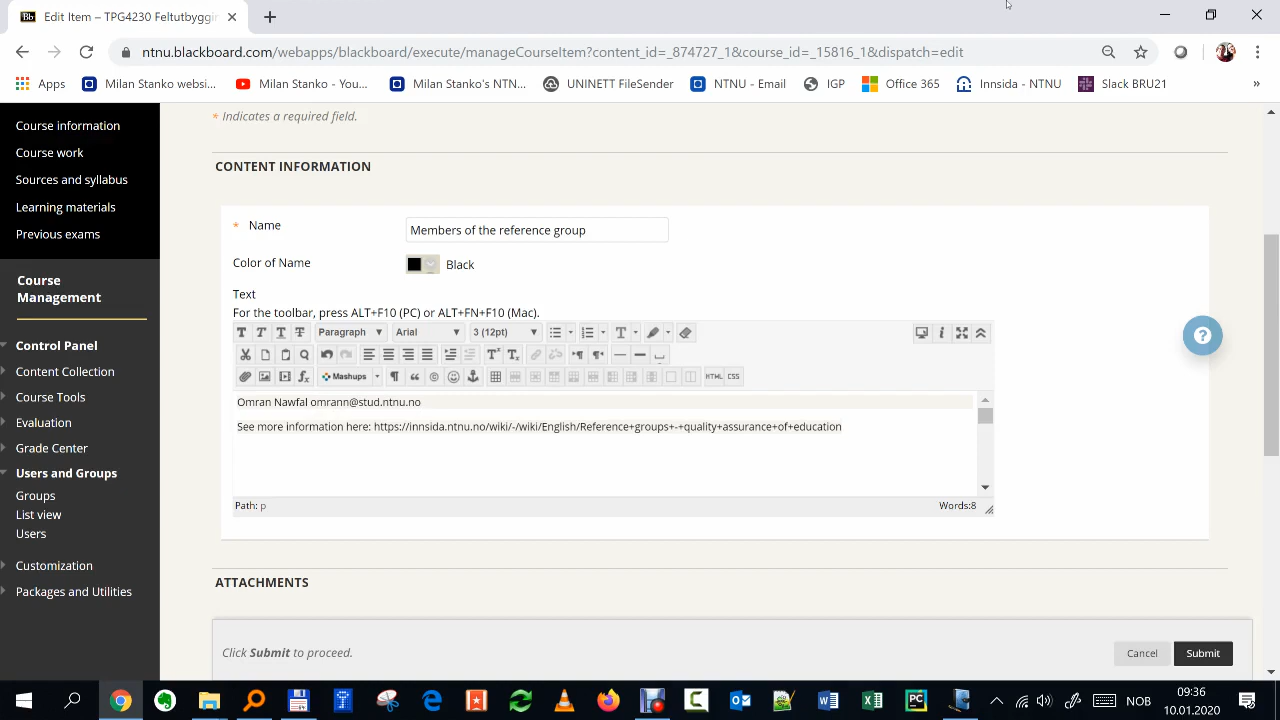 Edit Item – TPG4230 Feltutbyggin
ntnu.blackboard.com/webapps/blackboard/execute/manageCourseItem?content_id=_874727_1&course_id=_15816_1&dispatch=edit
Apps
Milan Stanko websi...
Milan Stanko - You...
Milan Stanko's NTN...
UNINETT FileSender
NTNU - Email
IGP
Office 365
Innsida - NTNU
Slack BRU21
»
Course information
Course work
Sources and syllabus
Learning materials
Previous exams
Course Management
Control Panel
Content Collection
Course Tools
Evaluation
Grade Center
Users and Groups
Groups
List view
Users
Customization
Packages and Utilities
* Indicates a required field.
CONTENT INFORMATION
* Name
Members of the reference group
Color of Name
Black
Text
For the toolbar, press ALT+F10 (PC) or ALT+FN+F10 (Mac).
Paragraph Arial 3 (12pt)
Mashups HTML CSS
Omran Nawfal omrann@stud.ntnu.no
See more information here: https://innsida.ntnu.no/wiki/-/wiki/English/Reference+groups+-+quality+assurance+of+education
Path: p
Words:8
ATTACHMENTS
Click Submit to proceed.
Cancel
Submit
NOB
09:36
10.01.2020